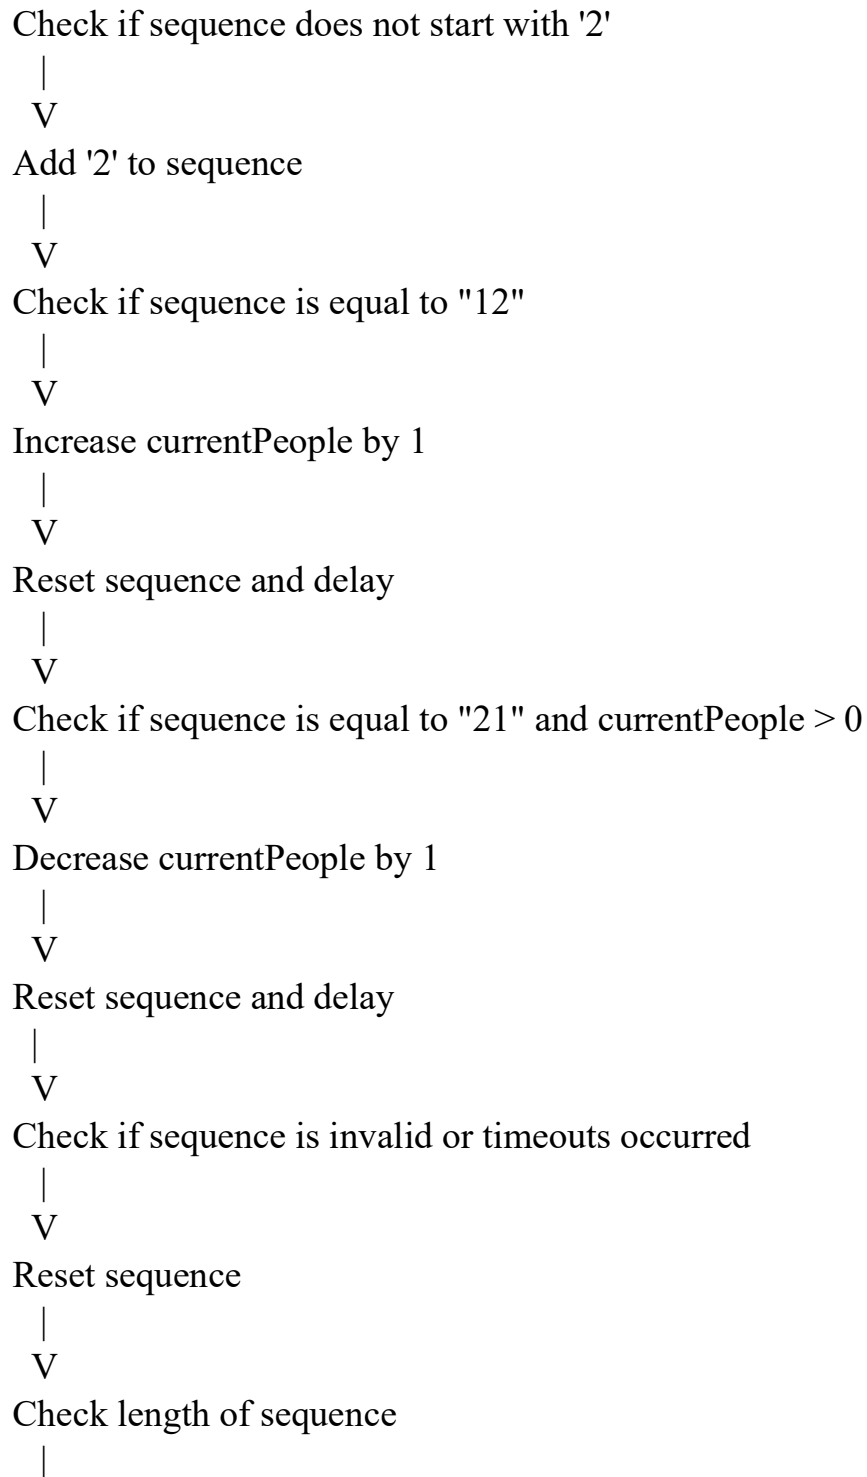 Check if sequence does not start with '2'
|
V
Add '2' to sequence
|
V
Check if sequence is equal to "12"
|
V
Increase currentPeople by 1
|
V
Reset sequence and delay
|
V
Check if sequence is equal to "21" and currentPeople > 0
|
V
Decrease currentPeople by 1
|
V
Reset sequence and delay
|
V
Check if sequence is invalid or timeouts occurred
|
V
Reset sequence
|
V
Check length of sequence
|